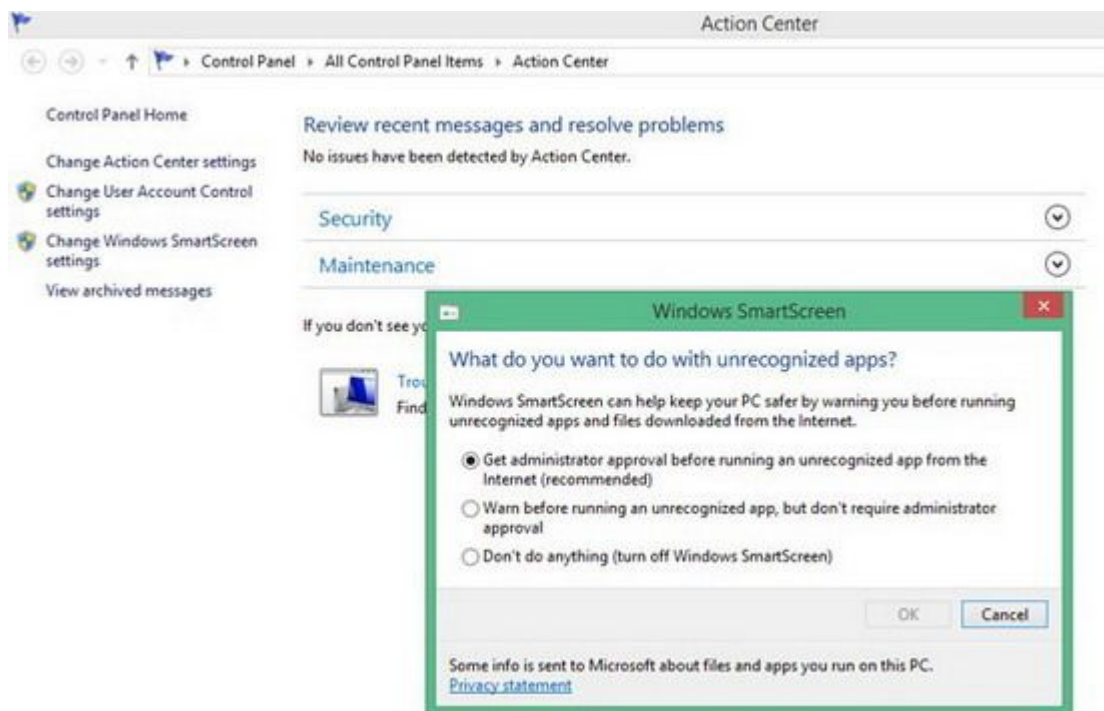 Action Center
Control Panel ▸ All Control Panel Items ▸ Action Center
Control Panel Home
Change Action Center settings
Change User Account Control
settings
Change Windows SmartScreen
settings
View archived messages
Review recent messages and resolve problems
No issues have been detected by Action Center.
Security
Maintenance
If you don't see
Find
Windows SmartScreen
What do you want to do with unrecognized apps?
Windows SmartScreen can help keep your PC safer by warning you before running
unrecognized apps and files downloaded from the Internet.
Get administrator approval before running an unrecognized app from the
Internet (recommended)
Warn before running an unrecognized app, but don't require administrator
approval
Don't do anything (turn off Windows SmartScreen)
OK
Cancel
Some info is sent to Microsoft about files and apps you run on this PC.
Privacy statement